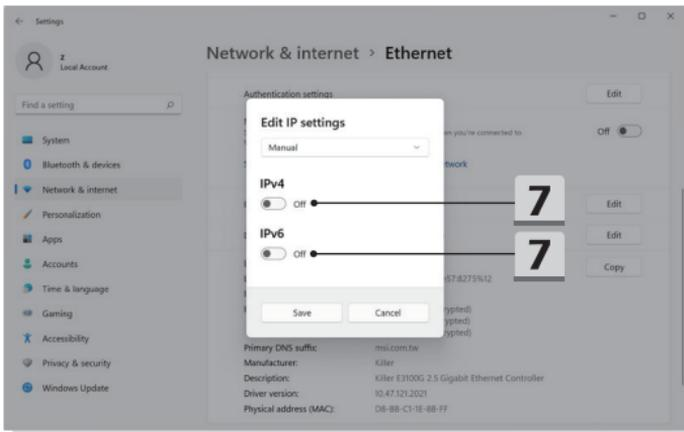 Settings
z
Local Account
Find a setting
System
Bluetooth & devices
Network & internet
Personalization
Apps
Accounts
Time & language
Gaming
Accessibility
Privacy & security
Windows Update
Network & internet > Ethernet
Authentication settings Edit
en you're connected to Off
twork
Edit
Edit
Copy
57:8275%12
rypted)
rypted)
rypted)
Primary DNS suffix: msi.com.tw
Manufacturer: Killer
Description: Killer E3100G 2.5 Gigabit Ethernet Controller
Driver version: 10.47.121.2021
Physical address (MAC): D8-BB-C1-1E-8B-FF
Edit IP settings
Manual
IPv4
Off 7
IPv6
Off 7
Save Cancel